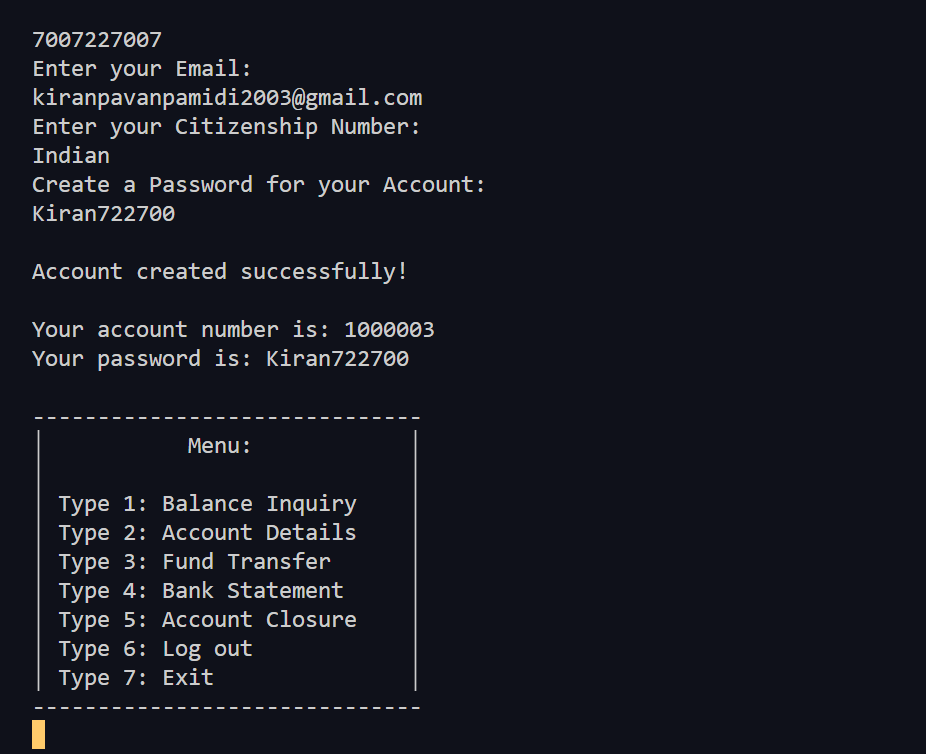 7007227007
Enter your Email:
kiranpavanpamidi2003@gmail.com
Enter your Citizenship Number:
Indian
Create a Password for your Account:
Kiran722700
Account created successfully!
Your account number is: 1000003
Your password is: Kiran722700
------------------------------
Menu:
Type 1: Balance Inquiry
Type 2: Account Details
Type 3: Fund Transfer
Type 4: Bank Statement
Type 5: Account Closure
Type 6: Log out
Type 7: Exit
------------------------------